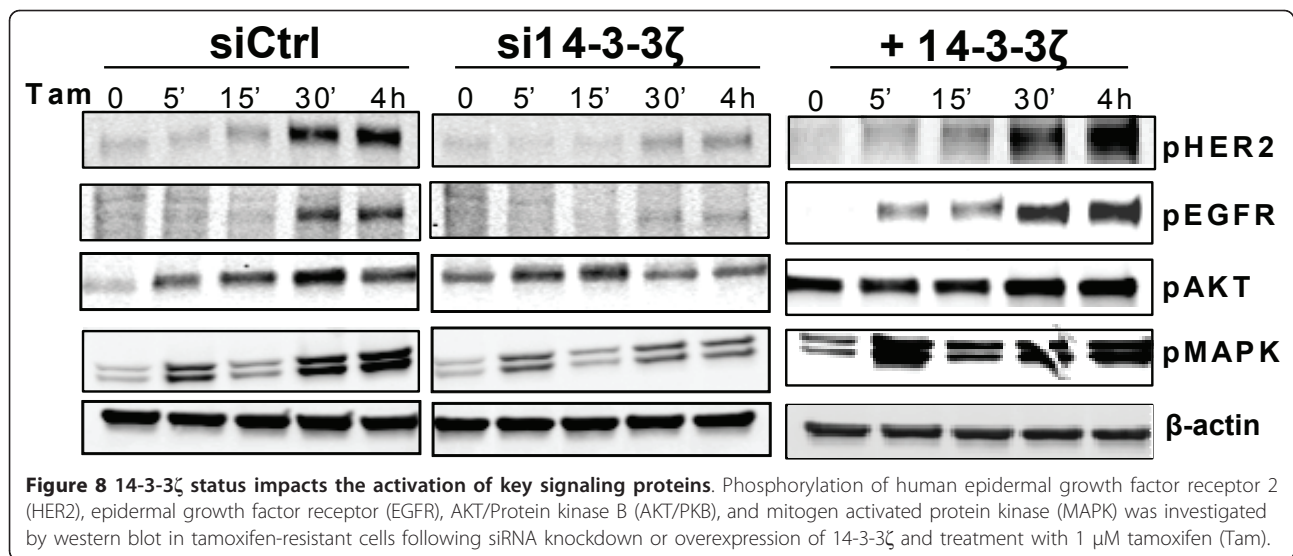 siCtrl si14-3-3ζ + 14-3-3ζ
Tam 0 5' 15' 30' 4h 0 5' 15' 30' 4h 0 5' 15' 30' 4h
pHER2
pEGFR
pAKT
pMAPK
β-actin
Figure 8 14-3-3ζ status impacts the activation of key signaling proteins. Phosphorylation of human epidermal growth factor receptor 2
(HER2), epidermal growth factor receptor (EGFR), AKT/Protein kinase B (AKT/PKB), and mitogen activated protein kinase (MAPK) was investigated
by western blot in tamoxifen-resistant cells following siRNA knockdown or overexpression of 14-3-3ζ and treatment with 1 μM tamoxifen (Tam).